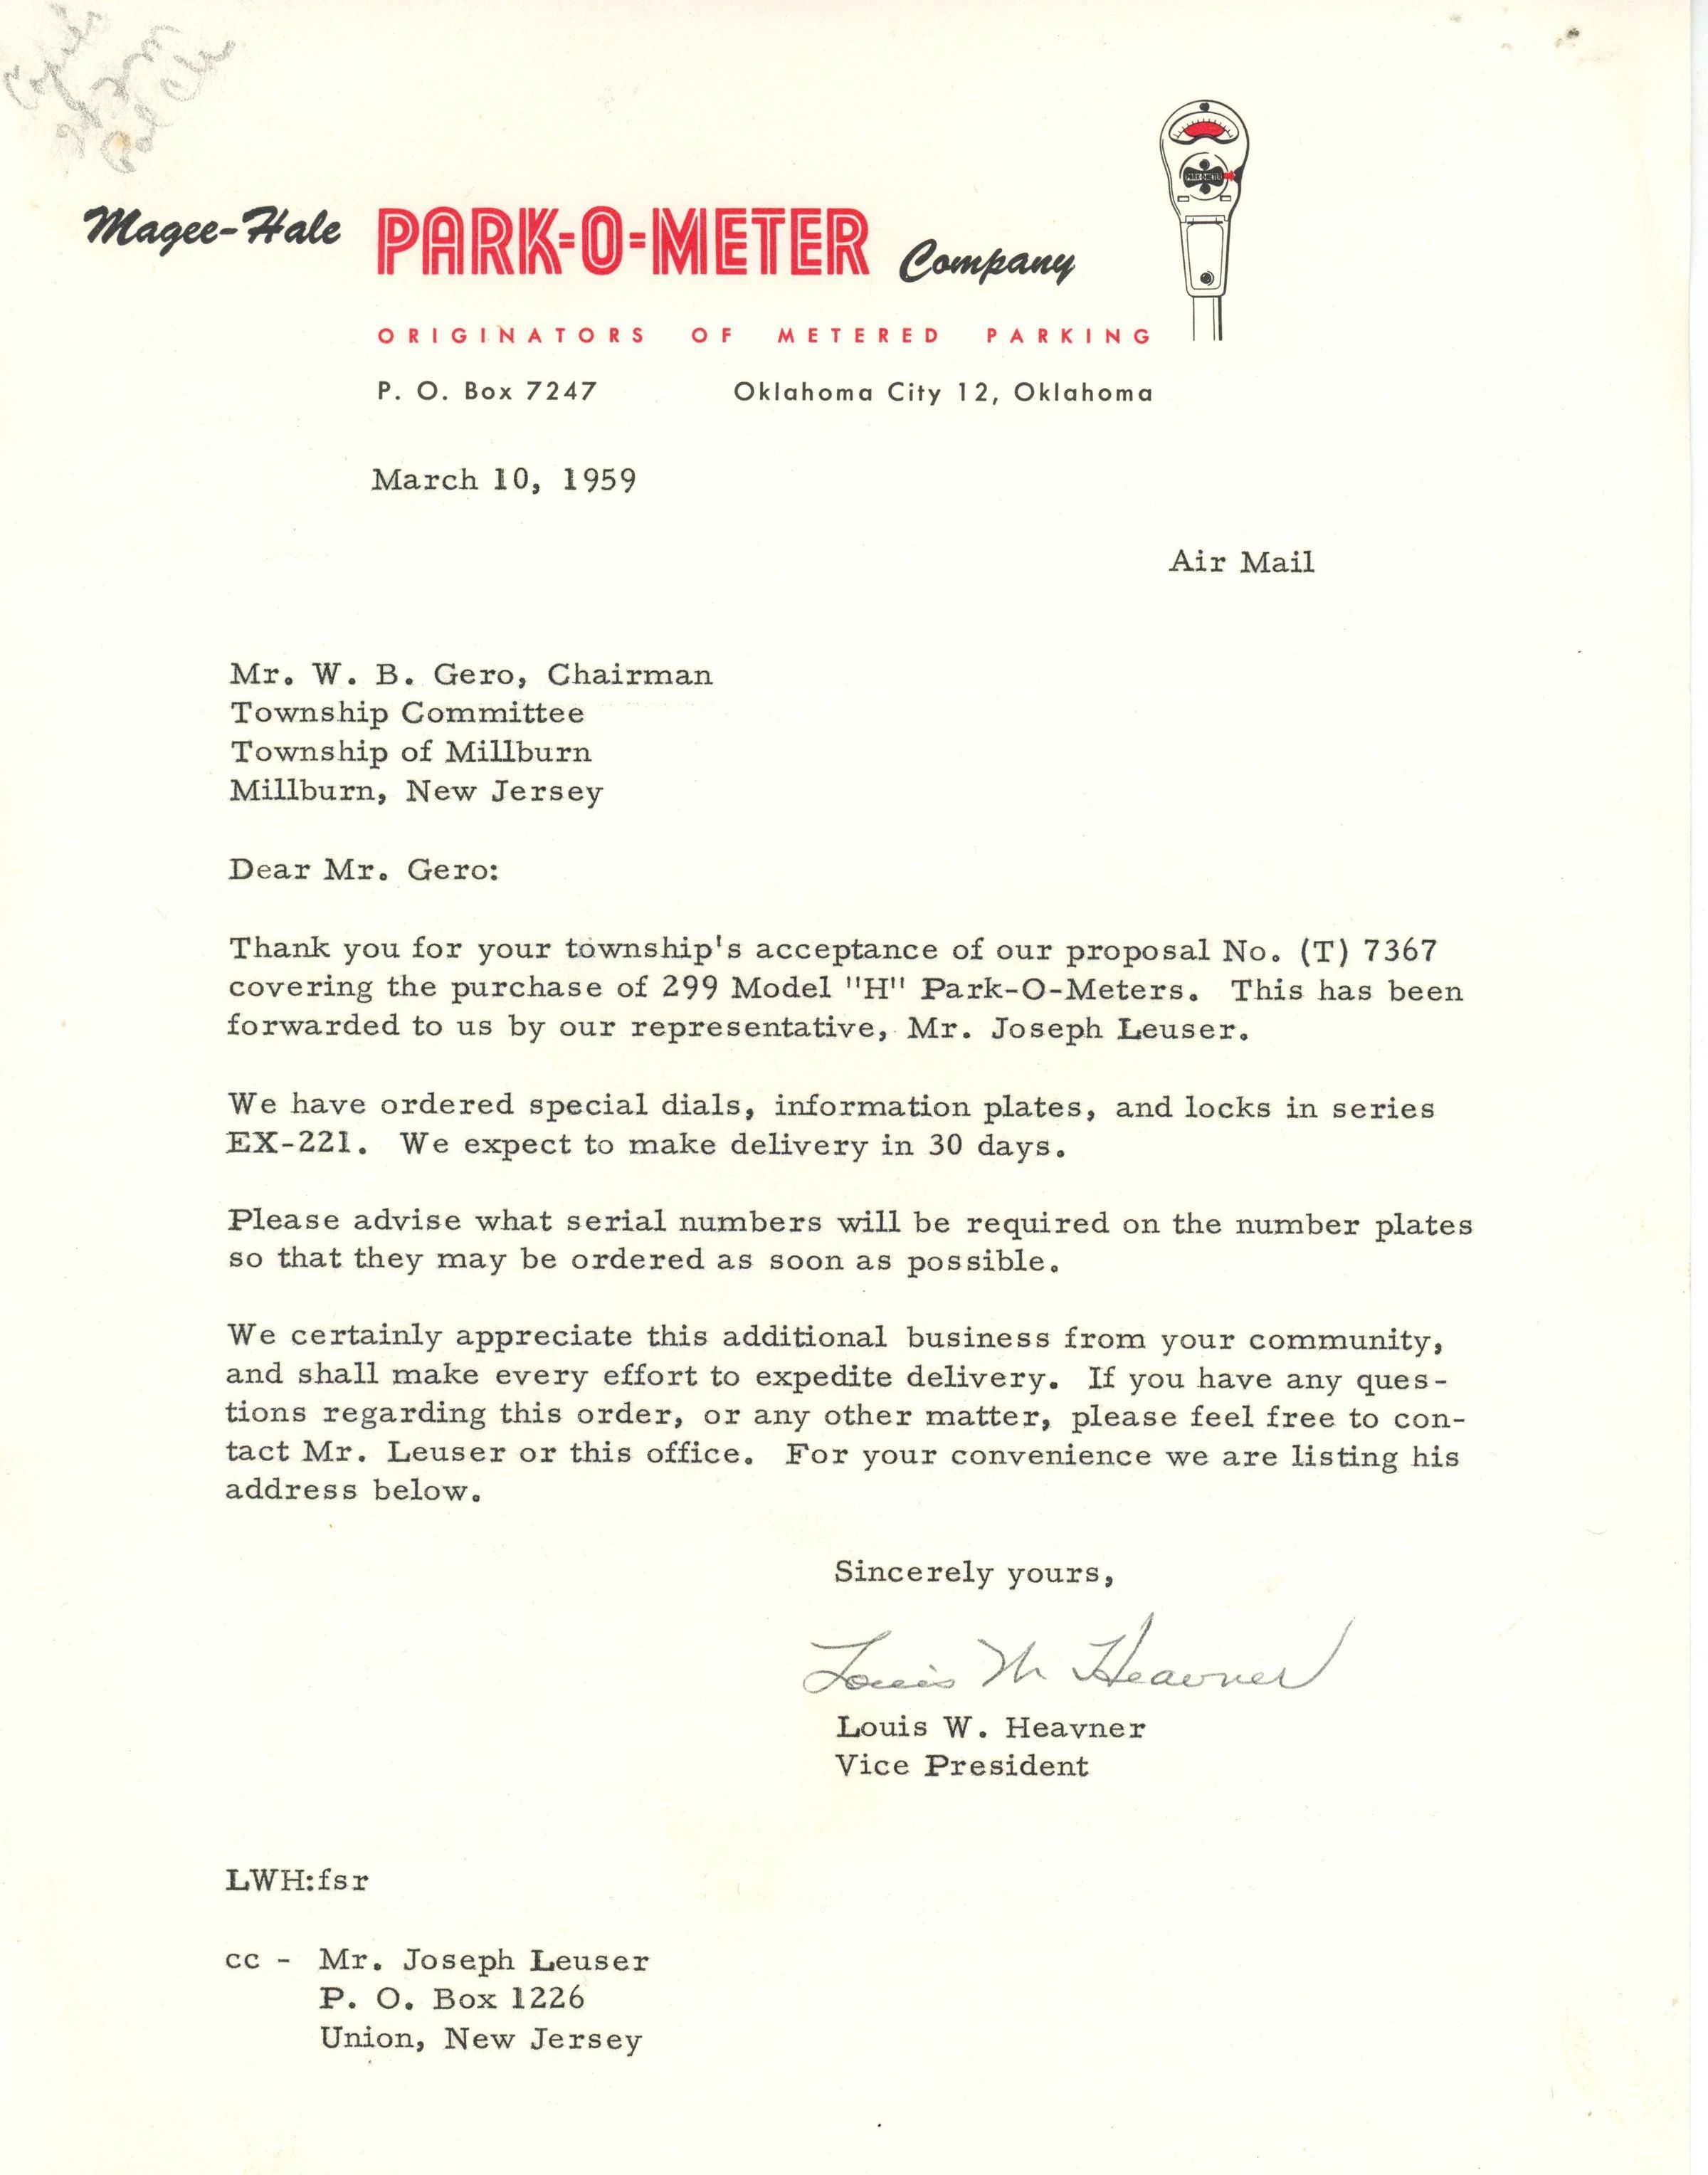 Magee-Hale PARK-O-METER Company
ORIGINATORS OF METERED PARKING
P. O. Box 7247 Oklahoma City 12, Oklahoma
March 10, 1959
Air Mail
Mr. W. B. Gero, Chairman
Township Committee
Township of Millburn
Millburn, New Jersey
Dear Mr. Gero:
Thank you for your township's acceptance of our proposal No. (T) 7367
covering the purchase of 299 Model "H" Park-O-Meters. This has been
forwarded to us by our representative, Mr. Joseph Leuser.
We have ordered special dials, information plates, and locks in series
EX-221. We expect to make delivery in 30 days.
Please advise what serial numbers will be required on the number plates
so that they may be ordered as soon as possible.
We certainly appreciate this additional business from your community,
and shall make every effort to expedite delivery. If you have any ques-
tions regarding this order, or any other matter, please feel free to con-
tact Mr. Leuser or this office. For your convenience we are listing his
address below.
Sincerely yours,
Louis W Heavner
Louis W. Heavner
Vice President
LWH:fsr
cc - Mr. Joseph Leuser
P. O. Box 1226
Union, New Jersey